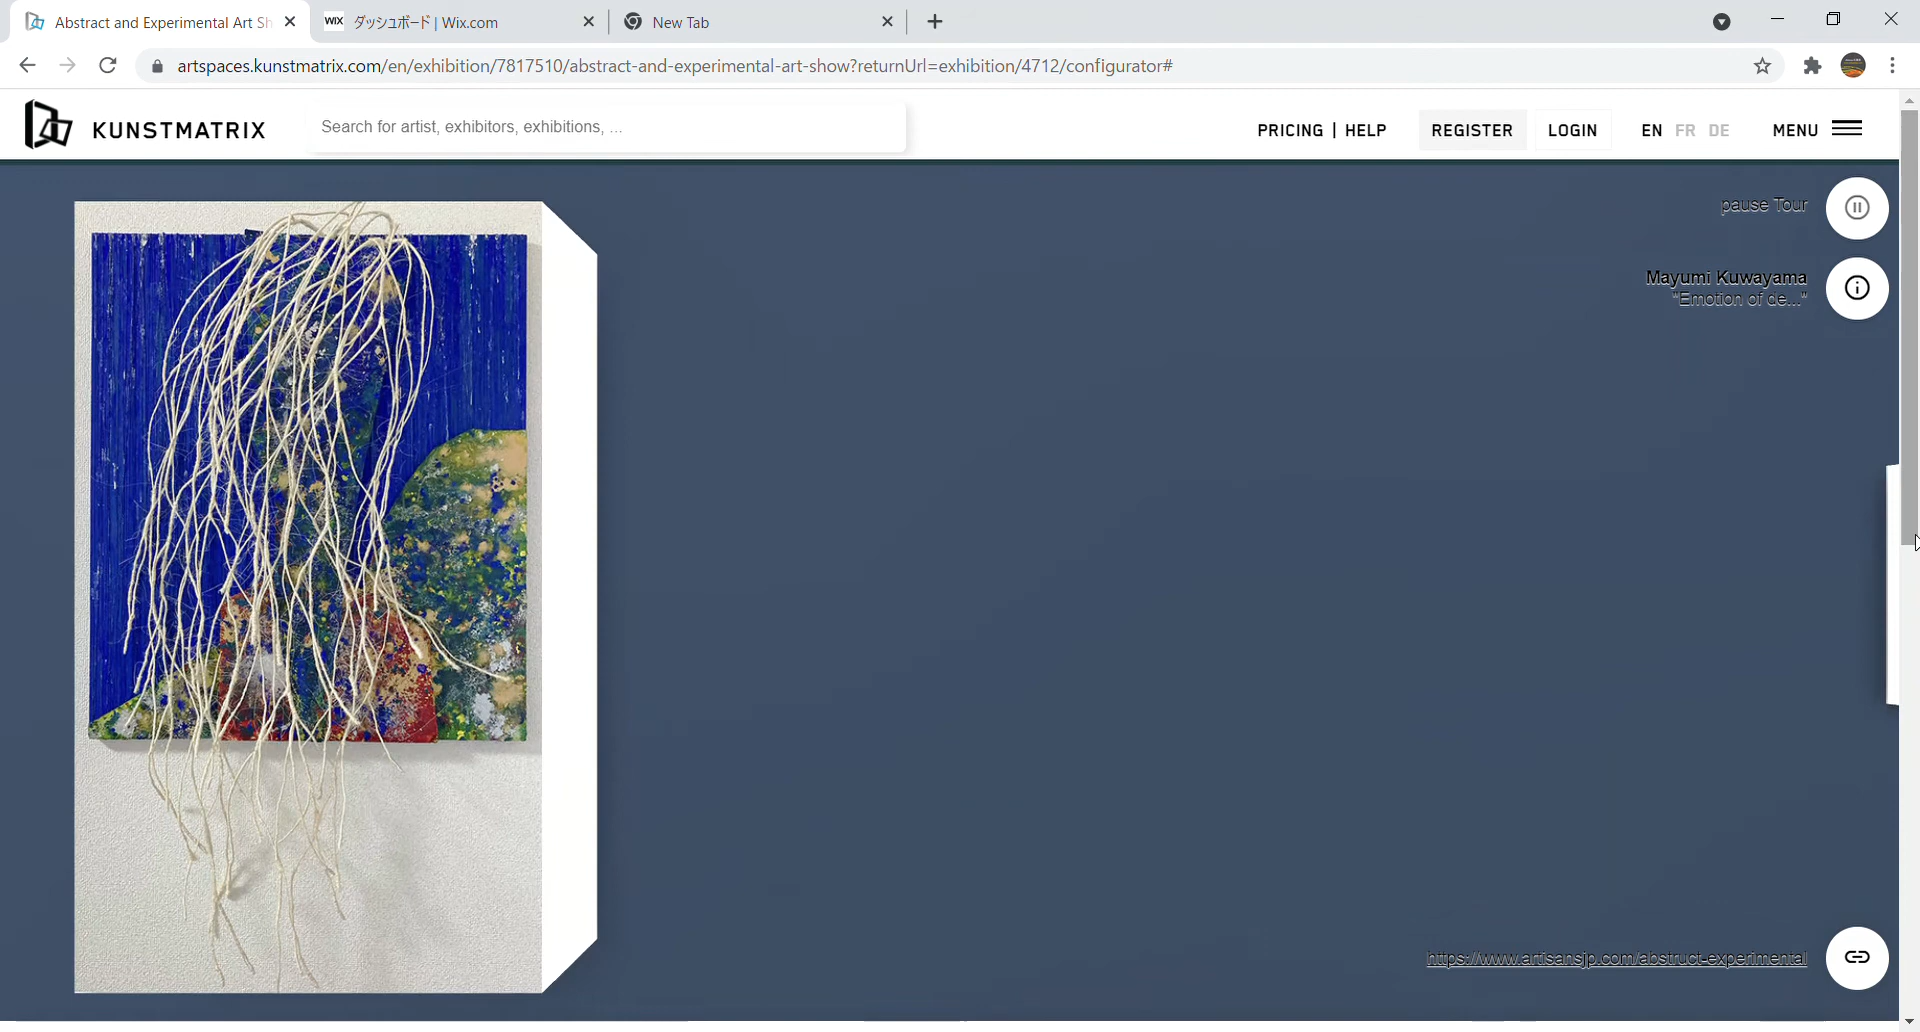 Abstract and Experimental Art Sh
WIX ダッシュボード | Wix.com
New Tab
artspaces.kunstmatrix.com/en/exhibition/7817510/abstract-and-experimental-art-show?returnUrl=exhibition/4712/configurator#
KUNSTMATRIX
Search for artist, exhibitors, exhibitions, ...
PRICING | HELP
REGISTER
LOGIN
EN FR DE
MENU
pause Tour
Mayumi Kuwayama
"Emotion of de..."
https://www.artisansjp.com/abstruct-experimental